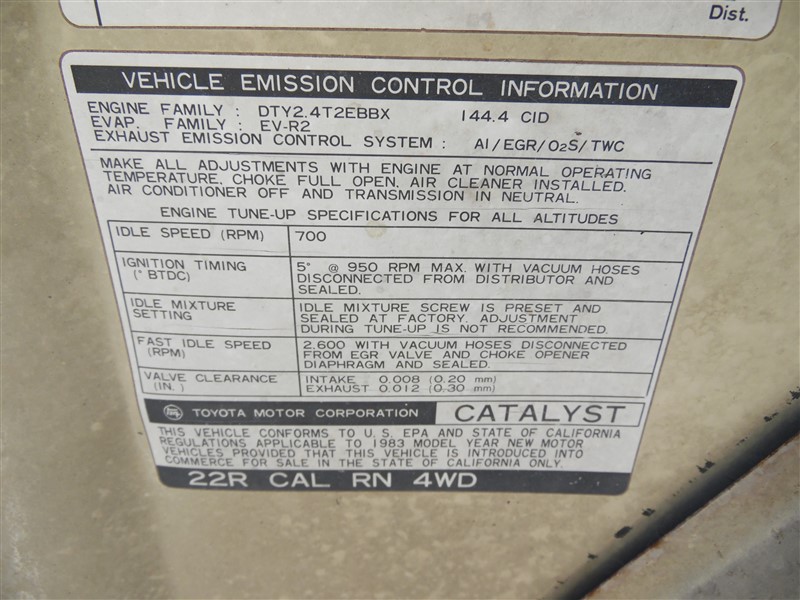 Dist.
VEHICLE EMISSION CONTROL INFORMATION
ENGINE FAMILY : DTY2.4T2EBBX 144.4 CID
EVAP. FAMILY : EV-R2
EXHAUST EMISSION CONTROL SYSTEM : AI/EGR/O2S/TWC
MAKE ALL ADJUSTMENTS WITH ENGINE AT NORMAL OPERATING
TEMPERATURE, CHOKE FULL OPEN, AIR CLEANER INSTALLED,
AIR CONDITIONER OFF AND TRANSMISSION IN NEUTRAL.
ENGINE TUNE-UP SPECIFICATIONS FOR ALL ALTITUDES
IDLE SPEED (RPM) 700
IGNITION TIMING 5° @ 950 RPM MAX. WITH VACUUM HOSES
(° BTDC) DISCONNECTED FROM DISTRIBUTOR AND
SEALED.
IDLE MIXTURE IDLE MIXTURE SCREW IS PRESET AND
SETTING SEALED AT FACTORY. ADJUSTMENT
DURING TUNE-UP IS NOT RECOMMENDED.
FAST IDLE SPEED 2,600 WITH VACUUM HOSES DISCONNECTED
(RPM) FROM EGR VALVE AND CHOKE OPENER
DIAPHRAGM AND SEALED.
VALVE CLEARANCE INTAKE 0.008 (0.20 mm)
(IN.) EXHAUST 0.012 (0.30 mm)
TOYOTA MOTOR CORPORATION CATALYST
THIS VEHICLE CONFORMS TO U.S. EPA AND STATE OF CALIFORNIA
REGULATIONS APPLICABLE TO 1983 MODEL YEAR NEW MOTOR
VEHICLES PROVIDED THAT THIS VEHICLE IS INTRODUCED INTO
COMMERCE FOR SALE IN THE STATE OF CALIFORNIA ONLY.
22R CAL RN 4WD